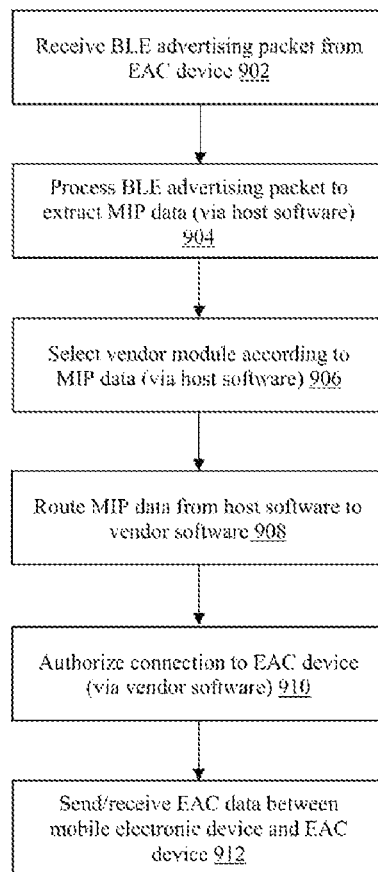 Receive BLE advertising packet from
EAC device 902
Process BLE advertising packet to
extract MIP data (via host software)
904
Select vendor module according to
MIP data (via host software) 906
Route MIP data from host software to
vendor software 908
Authorize connection to EAC device
(via vendor software) 910
Send/receive EAC data between
mobile electronic device and EAC
device 912